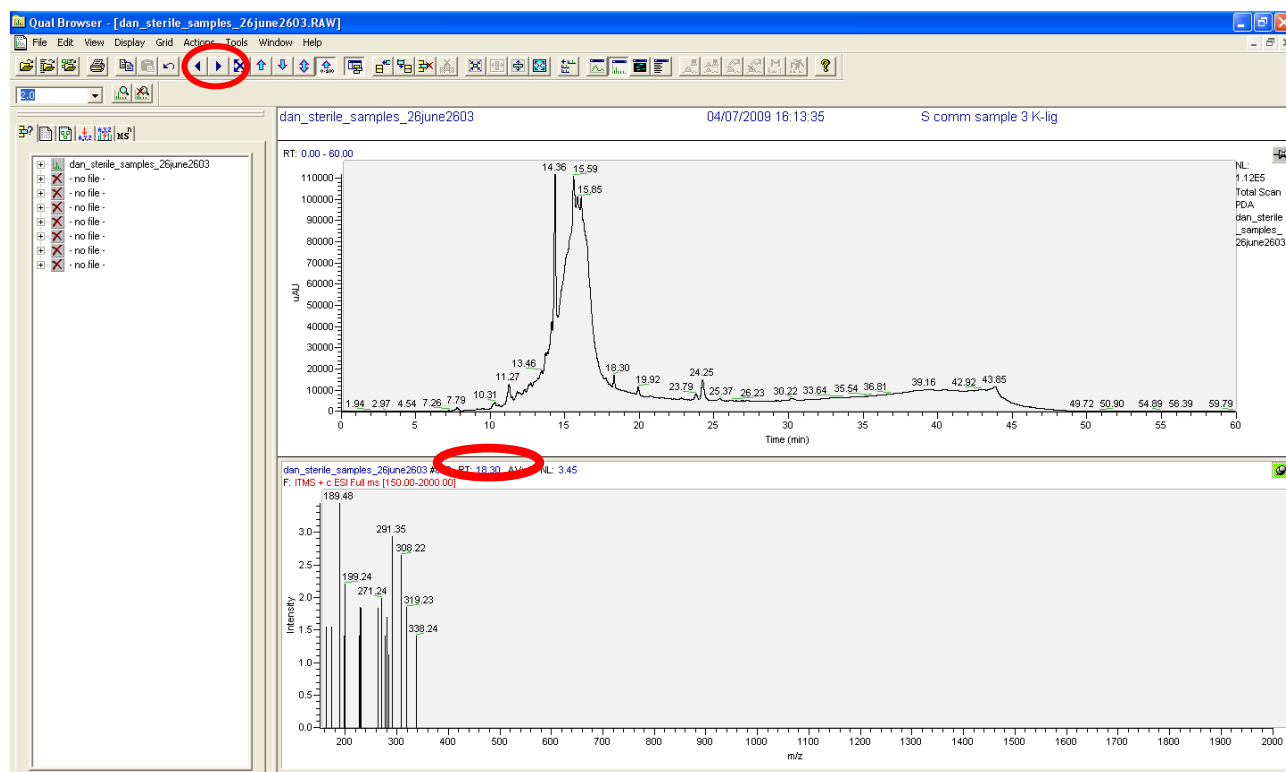 Qual Browser - [dan_sterile_samples_26june2603.RAW]
File Edit View Display Grid Actions Tools Window Help
2.0
dan_sterile_samples_26june2603
- no file -
- no file -
- no file -
- no file -
- no file -
- no file -
- no file -
dan_sterile_samples_26june2603 04/07/2009 16:13:35 S comm sample 3 K-lig
RT: 0.00 - 60.00
NL:
1.12E5
Total Scan
PDA
dan_sterile
_samples_
26june2603
14.36 15.59
15.85
13.46
11.27
10.31
1.94 2.97 4.54 7.26 7.79
18.30
19.92
23.79
24.25
25.37 26.23 30.22 33.64 35.54 36.81 39.16 42.92 43.85
49.72 50.90 54.89 56.39 59.79
110000
100000
90000
80000
70000
60000
50000
40000
30000
20000
10000
0
uAU
0 5 10 15 20 25 30 35 40 45 50 55 60
Time (min)
dan_sterile_samples_26june2603 RT: 18.30 NL: 3.45
F: ITMS + c ESI Full ms [150.00-2000.00]
189.48
291.35
308.22
199.24
271.24
319.23
338.24
3.0
2.5
2.0
1.5
1.0
0.5
0.0
Intensity
200 300 400 500 600 700 800 900 1000 1100 1200 1300 1400 1500 1600 1700 1800 1900 2000
m/z